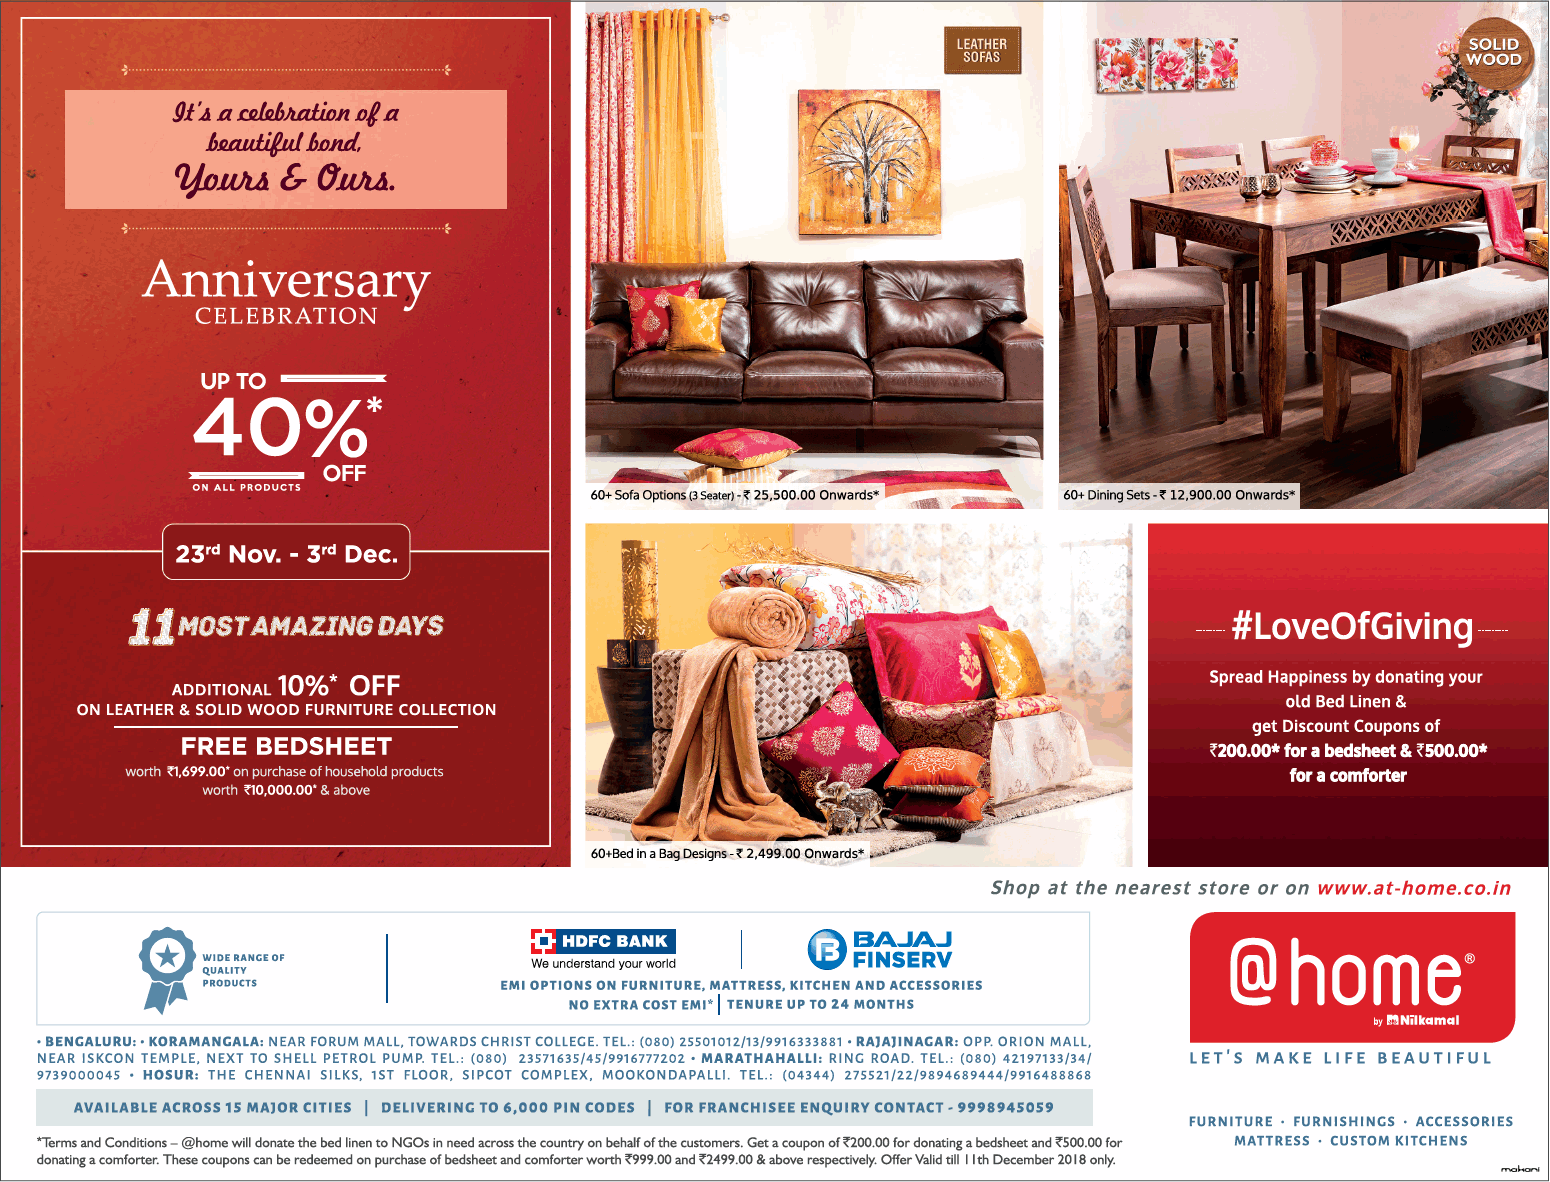 It's a celebration of a
beautiful bond,
Yours & Ours.
Anniversary
CELEBRATION
UP TO
40%*
OFF
ON ALL PRODUCTS
23rd Nov. - 3rd Dec.
11 MOST AMAZING DAYS
ADDITIONAL 10%* OFF
ON LEATHER & SOLID WOOD FURNITURE COLLECTION
FREE BEDSHEET
worth ₹1,699.00* on purchase of household products
worth ₹10,000.00* & above
LEATHER
SOFAS
60+ Sofa Options (3 Seater) - ₹ 25,500.00 Onwards*
SOLID
WOOD
60+ Dining Sets - ₹ 12,900.00 Onwards*
60+Bed in a Bag Designs - ₹ 2,499.00 Onwards*
#LoveOfGiving
Spread Happiness by donating your
old Bed Linen &
get Discount Coupons of
₹200.00* for a bedsheet & ₹500.00*
for a comforter
Shop at the nearest store or on www.at-home.co.in
WIDE RANGE OF
QUALITY
PRODUCTS
HDFC BANK
We understand your world
B BAJAJ
FINSERV
EMI OPTIONS ON FURNITURE, MATTRESS, KITCHEN AND ACCESSORIES
NO EXTRA COST EMI* | TENURE UP TO 24 MONTHS
@home®
by Nilkamal
LET'S MAKE LIFE BEAUTIFUL
• BENGALURU: • KORAMANGALA: NEAR FORUM MALL, TOWARDS CHRIST COLLEGE. TEL.: (080) 25501012/13/9916333881 • RAJAJINAGAR: OPP. ORION MALL,
NEAR ISKCON TEMPLE, NEXT TO SHELL PETROL PUMP. TEL.: (080) 23571635/45/9916777202 • MARATHAHALLI: RING ROAD. TEL.: (080) 42197133/34/
9739000045 • HOSUR: THE CHENNAI SILKS, 1ST FLOOR, SIPCOT COMPLEX, MOOKONDAPALLI. TEL.: (04344) 275521/22/9894689444/9916488868
AVAILABLE ACROSS 15 MAJOR CITIES | DELIVERING TO 6,000 PIN CODES | FOR FRANCHISEE ENQUIRY CONTACT - 9998945059
FURNITURE • FURNISHINGS • ACCESSORIES
MATTRESS • CUSTOM KITCHENS
*Terms and Conditions – @home will donate the bed linen to NGOs in need across the country on behalf of the customers. Get a coupon of ₹200.00 for donating a bedsheet and ₹500.00 for
donating a comforter. These coupons can be redeemed on purchase of bedsheet and comforter worth ₹999.00 and ₹2499.00 & above respectively. Offer Valid till 11th December 2018 only.
makani